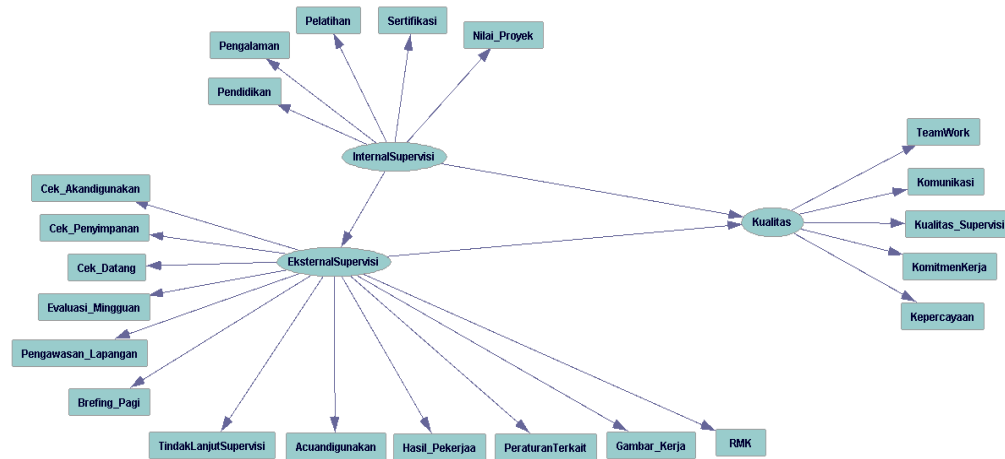 Pelatihan
Sertifikasi
Nilai_Proyek
Pengalaman
Pendidikan
InternalSupervisi
TeamWork
Komunikasi
Kualitas
Kualitas_Supervisi
KomitmenKerja
Kepercayaan
Cek_Akandigunakan
Cek_Penyimpanan
Cek_Datang
EksternalSupervisi
Evaluasi_Mingguan
Pengawasan_Lapangan
Brefing_Pagi
TindakLanjutSupervisi
Acuandigunakan
Hasil_Pekerjaa
PeraturanTerkait
Gambar_Kerja
RMK